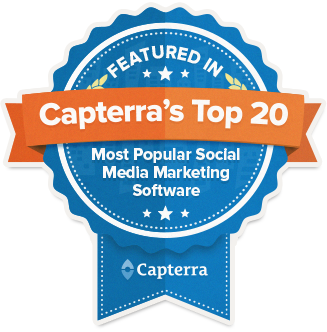 FEATURED IN
Capterra's Top 20
Most Popular Social
Media Marketing
Software
Capterra